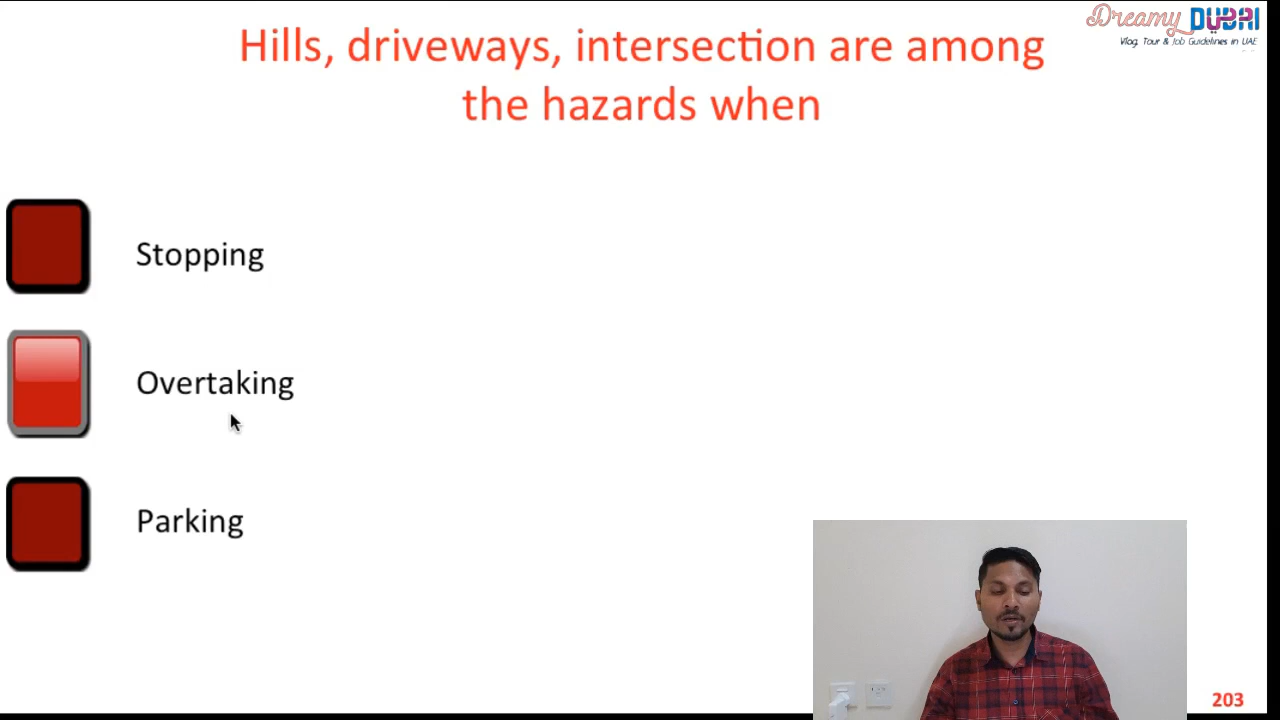 Dreamy DUBAI
Vlog, Tour & Job Guidelines in UAE
Hills, driveways, intersection are among
the hazards when
Stopping
Overtaking
Parking
203